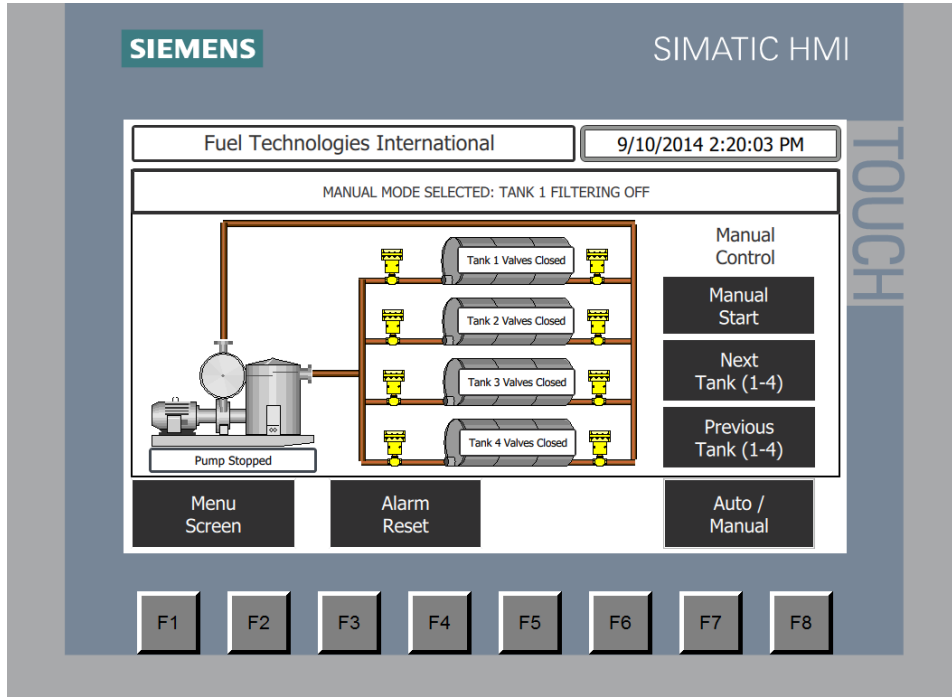 SIEMENS
SIMATIC HMI
TOUCH
Fuel Technologies International
9/10/2014 2:20:03 PM
MANUAL MODE SELECTED: TANK 1 FILTERING OFF
Manual
Control
Tank 1 Valves Closed
Manual
Start
Tank 2 Valves Closed
Next
Tank (1-4)
Tank 3 Valves Closed
Previous
Tank (1-4)
Tank 4 Valves Closed
Pump Stopped
Menu
Screen
Alarm
Reset
Auto /
Manual
F1
F2
F3
F4
F5
F6
F7
F8